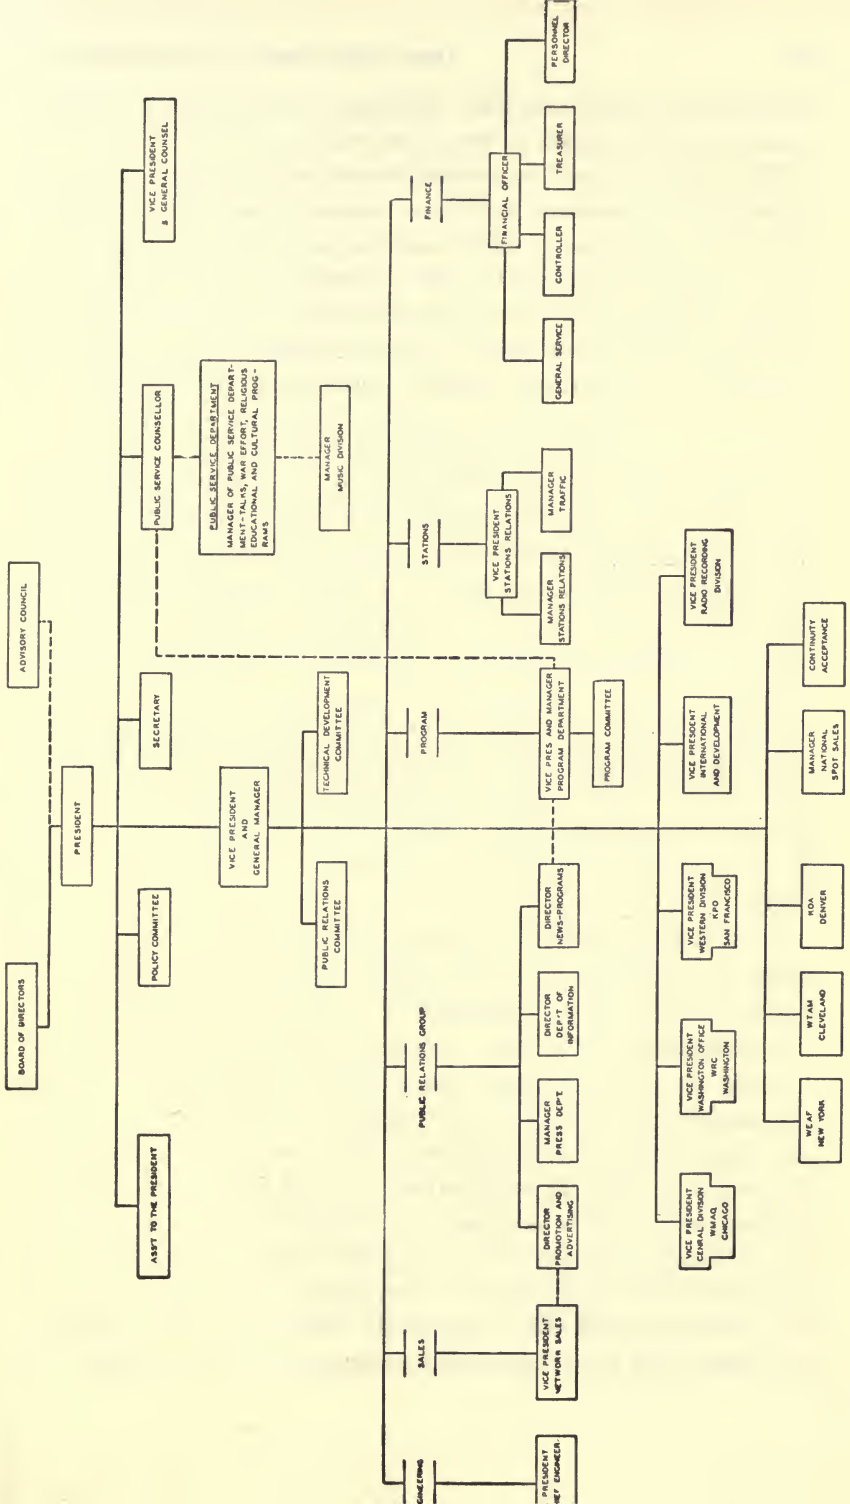 BOARD OF DIRECTORS
ADVISORY COUNCIL
PRESIDENT
ASS'T TO THE PRESIDENT
POLICY COMMITTEE
SECRETARY
PUBLIC SERVICE COUNSELLOR
VICE PRESIDENT
& GENERAL COUNSEL
PUBLIC SERVICE DEPARTMENT
MANAGER OF PUBLIC SERVICE DEPART-
MENT-TALKS, WAR EFFORT, RELIGIOUS
EDUCATIONAL AND CULTURAL PROG-
RAMS
MANAGER
MUSIC DIVISION
VICE PRESIDENT
AND
GENERAL MANAGER
PUBLIC RELATIONS
COMMITTEE
TECHNICAL DEVELOPMENT
COMMITTEE
GINEERING
SALES
PUBLIC RELATIONS GROUP
PROGRAM
STATIONS
FINANCE
PRESIDENT
IEF ENGINEER
VICE PRESIDENT
NETWORK SALES
DIRECTOR
PROMOTION AND
ADVERTISING
MANAGER
PRESS DEP'T
DIRECTOR
DEP'T OF
INFORMATION
DIRECTOR
NEWS-PROGRAMS
VICE PRES AND MANAGER
PROGRAM DEPARTMENT
PROGRAM COMMITTEE
VICE PRESIDENT
STATIONS RELATIONS
MANAGER
STATIONS RELATIONS
MANAGER
TRAFFIC
FINANCIAL OFFICER
GENERAL SERVICE
CONTROLLER
TREASURER
PERSONNEL
DIRECTOR
VICE PRESIDENT
CENRAL DIVISION
WMAQ
CHICAGO
VICE PRESIDENT
WASHINGTON OFFICE
WRC
WASHINGTON
VICE PRESIDENT
WESTERN DIVISION
KPO
SAN FRANCISCO
VICE PRESIDENT
INTERNATIONAL
AND DEVELOPMENT
VICE PRESIDENT
RADIO RECORDING
DIVISION
WEAF
NEW YORK
WTAM
CLEVELAND
KOA
DENVER
MANAGER
NATIONAL
SPOT SALES
CONTINUITY
ACCEPTANCE